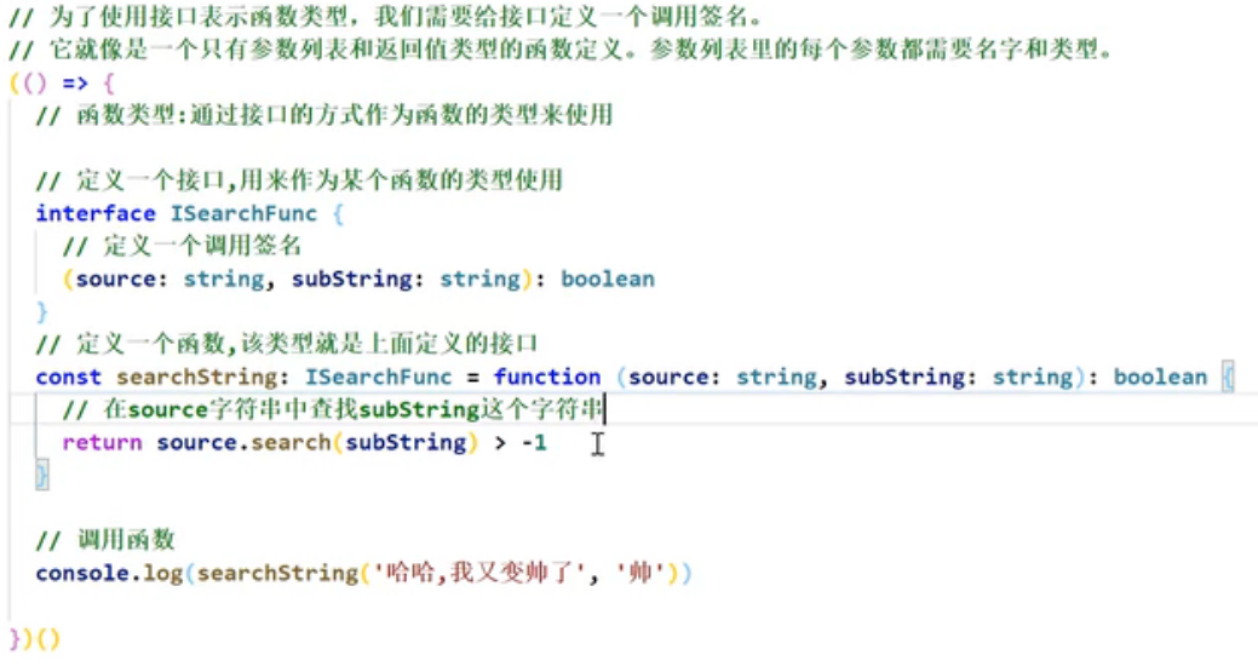 // 为了使用接口表示函数类型，我们需要给接口定义一个调用签名。
// 它就像是一个只有参数列表和返回值类型的函数定义。参数列表里的每个参数都需要名字和类型。
(() => {
// 函数类型:通过接口的方式作为函数的类型来使用
// 定义一个接口,用来作为某个函数的类型使用
interface ISearchFunc {
// 定义一个调用签名
(source: string, subString: string): boolean
}
// 定义一个函数,该类型就是上面定义的接口
const searchString: ISearchFunc = function (source: string, subString: string): boolean {
// 在source字符串中查找subString这个字符串
return source.search(subString) > -1
}
// 调用函数
console.log(searchString('哈哈,我又变帅了', '帅'))
})()